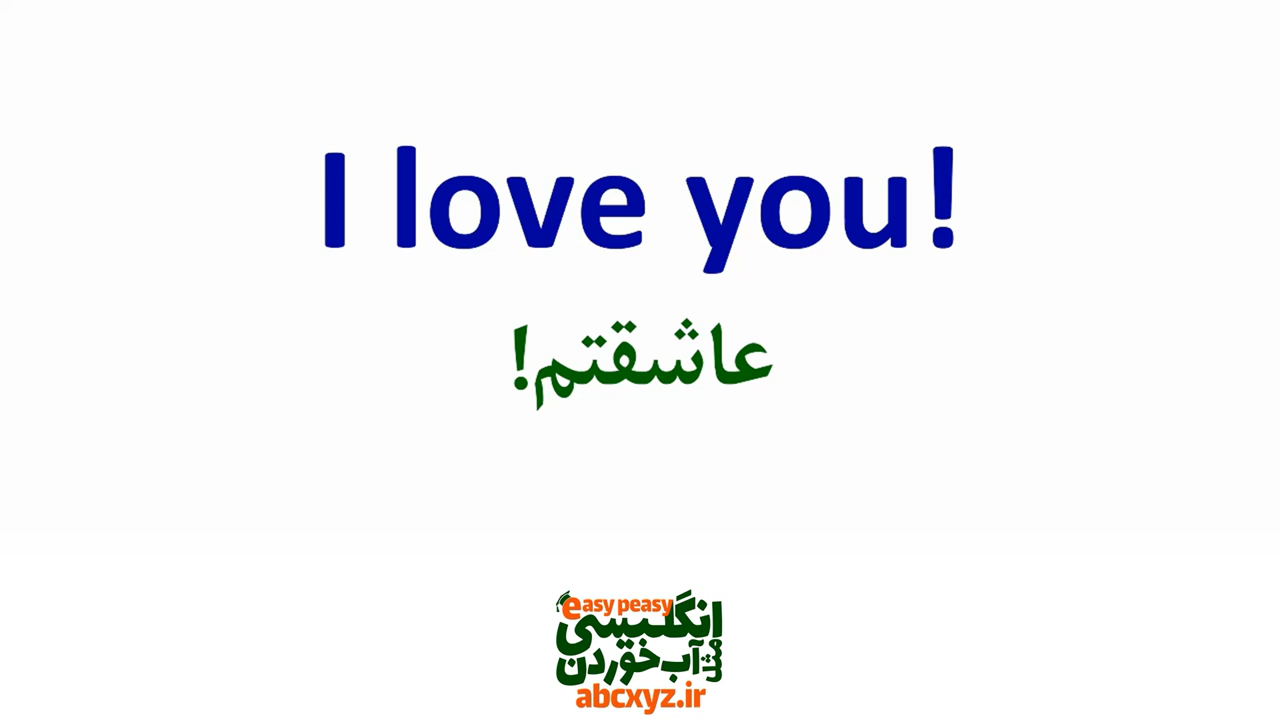 I love you!
عاشقتم!
easy peasy
انگلیسی
مثل آب خوردن
abcxyz.ir